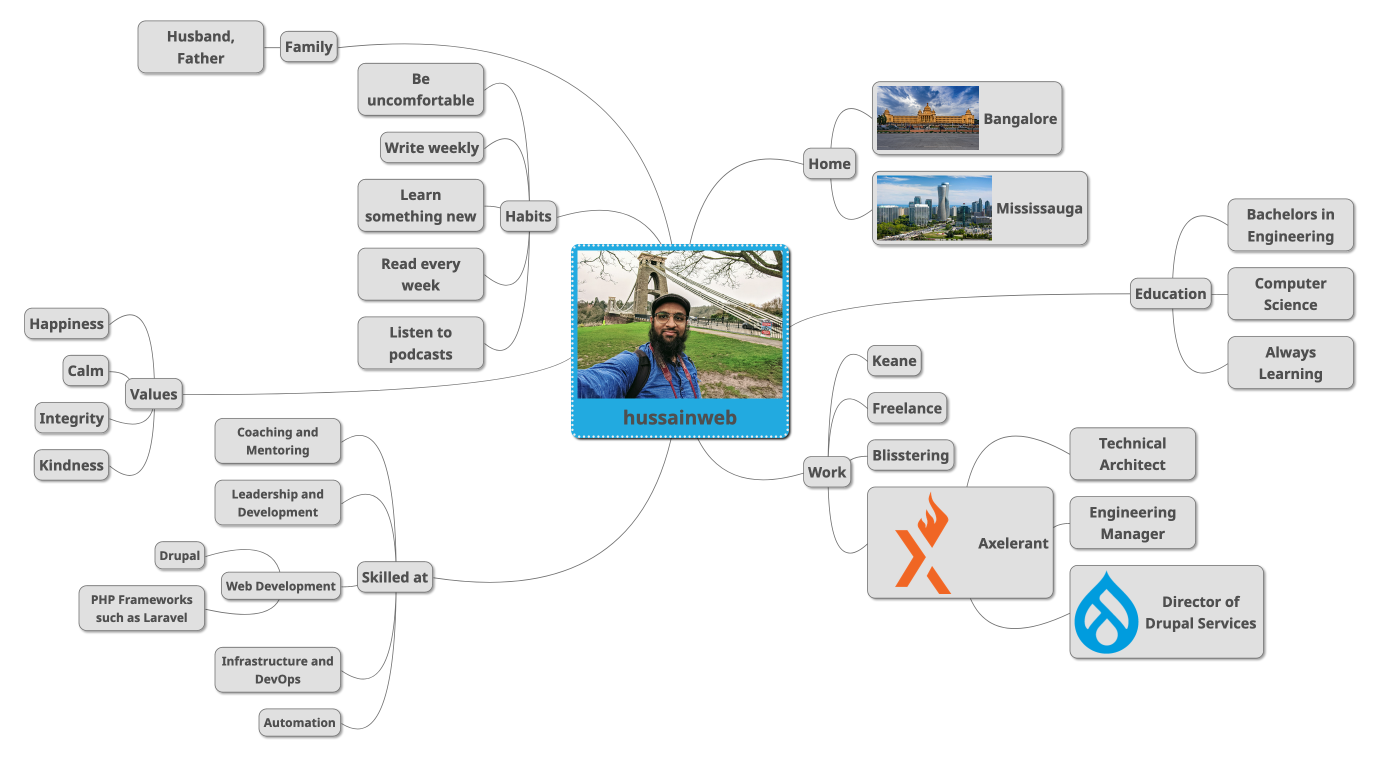 hussainweb
Family
Husband,
Father
Habits
Be
uncomfortable
Write weekly
Learn
something new
Read every
week
Listen to
podcasts
Values
Happiness
Calm
Integrity
Kindness
Skilled at
Coaching and
Mentoring
Leadership and
Development
Web Development
Drupal
PHP Frameworks
such as Laravel
Infrastructure and
DevOps
Automation
Home
Bangalore
Mississauga
Education
Bachelors in
Engineering
Computer
Science
Always
Learning
Work
Keane
Freelance
Blisstering
Axelerant
Technical
Architect
Engineering
Manager
Director of
Drupal Services